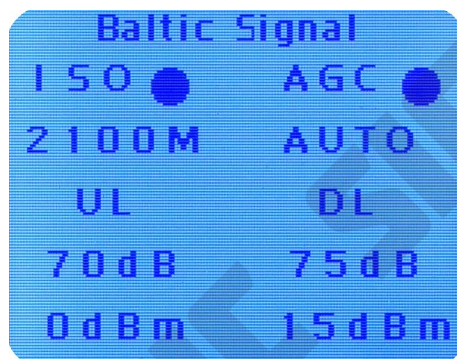 Baltic Signal
ISO AGC
2100M AUTO
UL DL
70dB 75dB
0dBm 15dBm